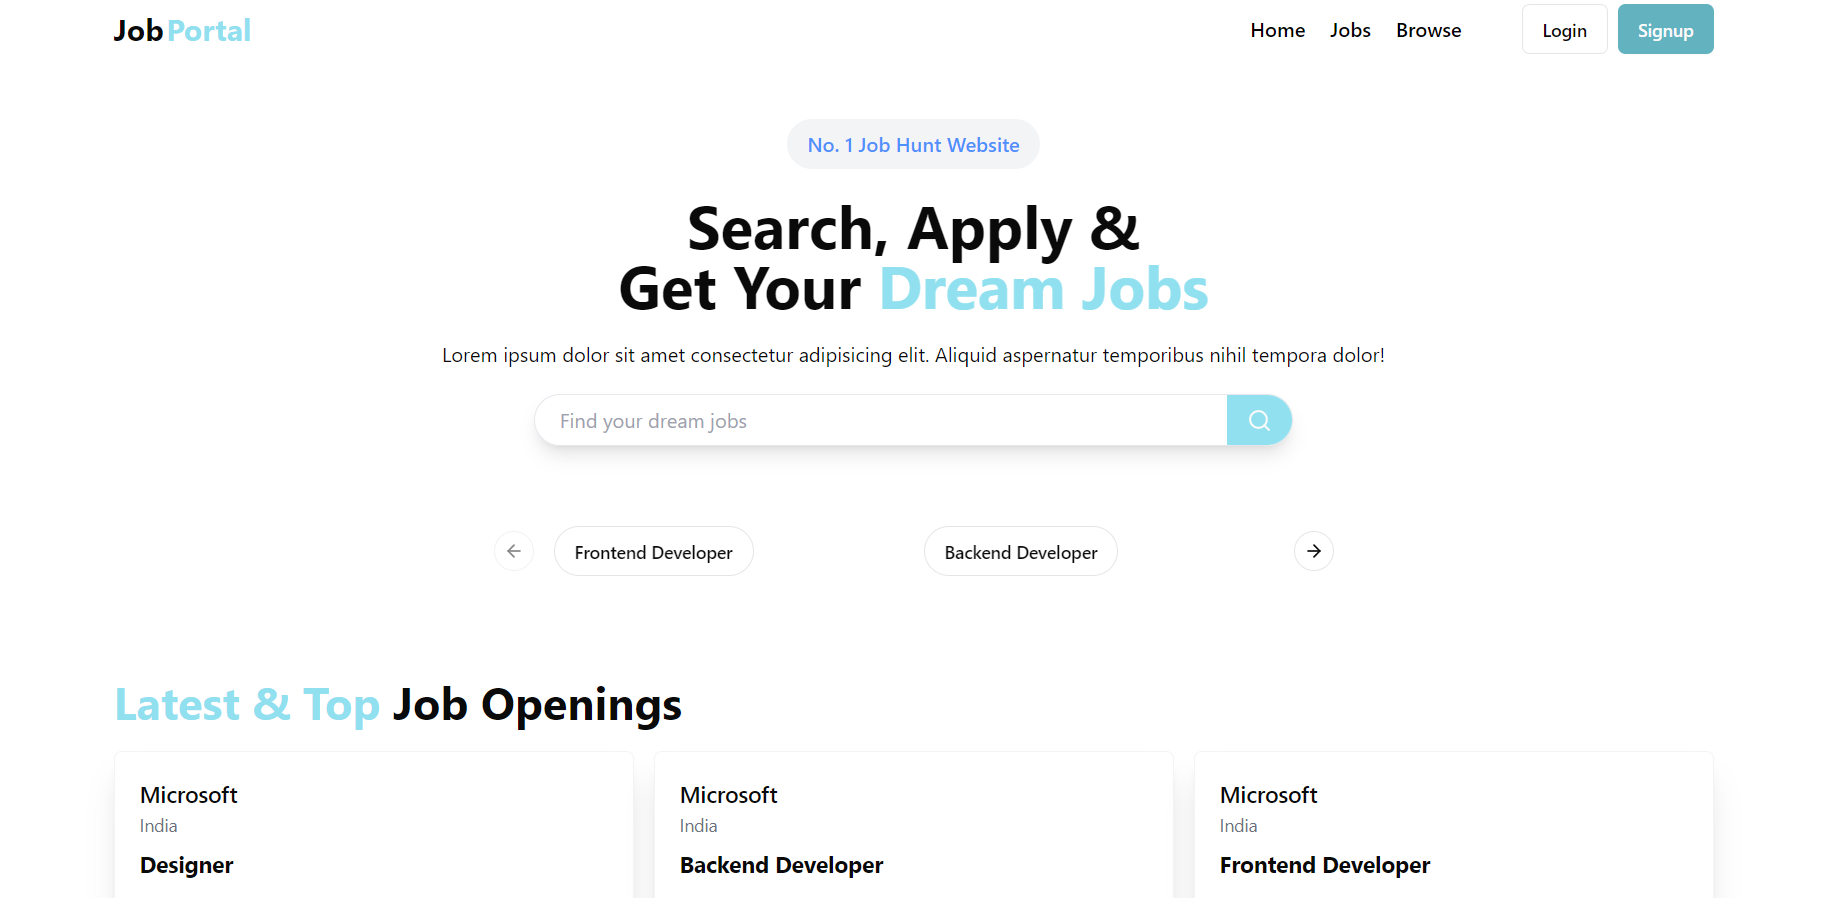 JobPortal
Home Jobs Browse Login Signup
No. 1 Job Hunt Website
Search, Apply &
Get Your Dream Jobs
Lorem ipsum dolor sit amet consectetur adipisicing elit. Aliquid aspernatur temporibus nihil tempora dolor!
Find your dream jobs
Frontend Developer Backend Developer
Latest & Top Job Openings
Microsoft
India
Designer
Microsoft
India
Backend Developer
Microsoft
India
Frontend Developer